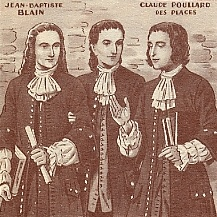 JEAN-BAPTISTE
BLAIN
CLAUDE POULLARD
DES PLACES